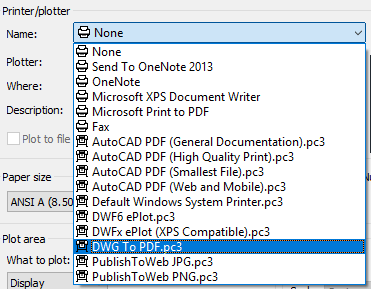 Printer/plotter
Name: None
None
Plotter: Send To OneNote 2013
Where: OneNote
Microsoft XPS Document Writer
Description: Microsoft Print to PDF
Fax
Plot to file AutoCAD PDF (General Documentation).pc3
AutoCAD PDF (High Quality Print).pc3
Paper size AutoCAD PDF (Smallest File).pc3
AutoCAD PDF (Web and Mobile).pc3
ANSI A (8.50 Default Windows System Printer.pc3
DWF6 ePlot.pc3
DWFx ePlot (XPS Compatible).pc3
Plot area DWG To PDF.pc3
What to plot: PublishToWeb JPG.pc3
Display PublishToWeb PNG.pc3